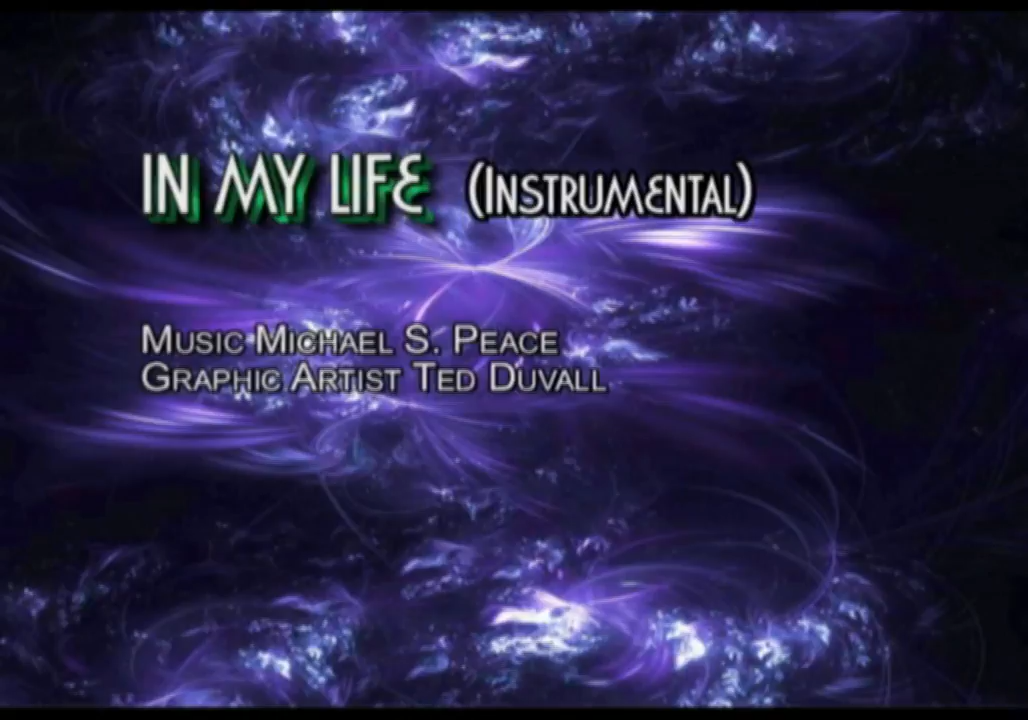 IN MY LIFE (INSTRUMENTAL)
MUSIC MICHAEL S. PEACE
GRAPHIC ARTIST TED DUVALL